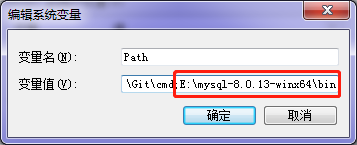 编辑系统变量
变量名(N): Path
变量值(V): \Git\cmd;E:\mysql-8.0.13-winx64\bin
确定 取消